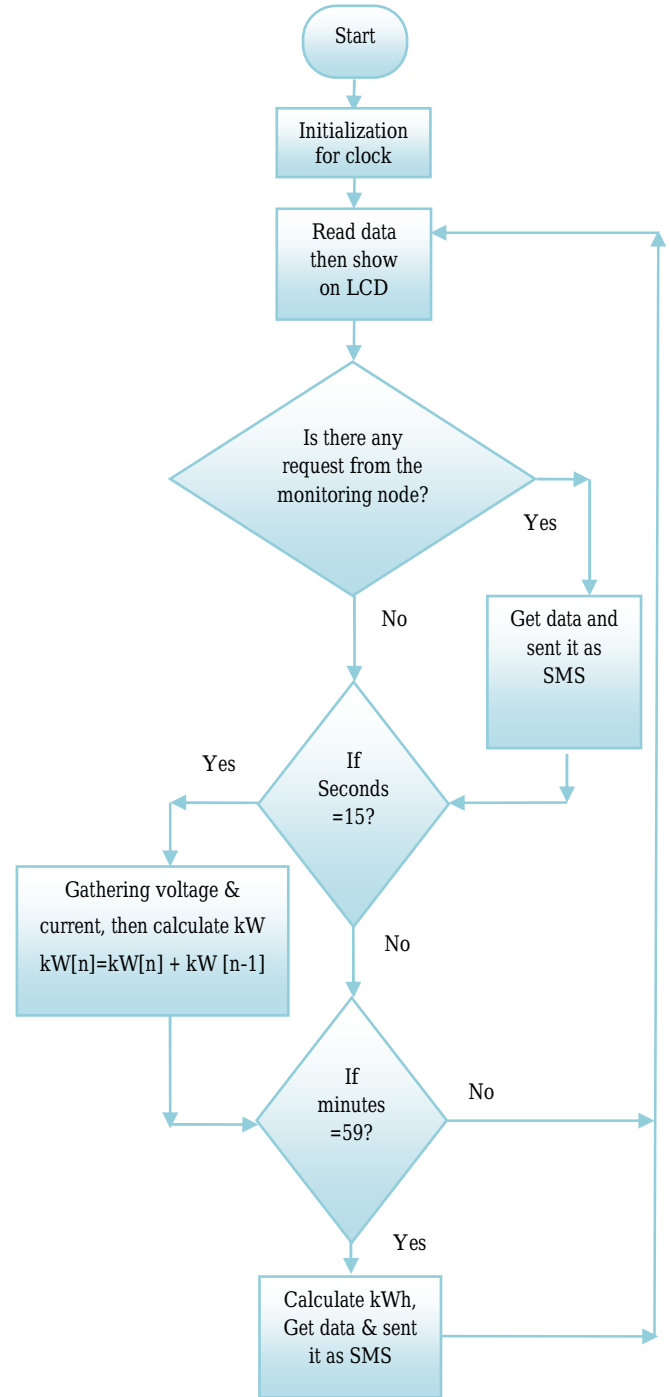 Start
Initialization
for clock
Read data
then show
on LCD
Is there any
request from the
monitoring node?
Yes
No
Get data and
sent it as
SMS
If
Seconds
=15?
Yes
Gathering voltage &
current, then calculate kW
kW[n]=kW[n] + kW [n-1]
No
If
minutes
=59?
No
Yes
Calculate kWh,
Get data & sent
it as SMS